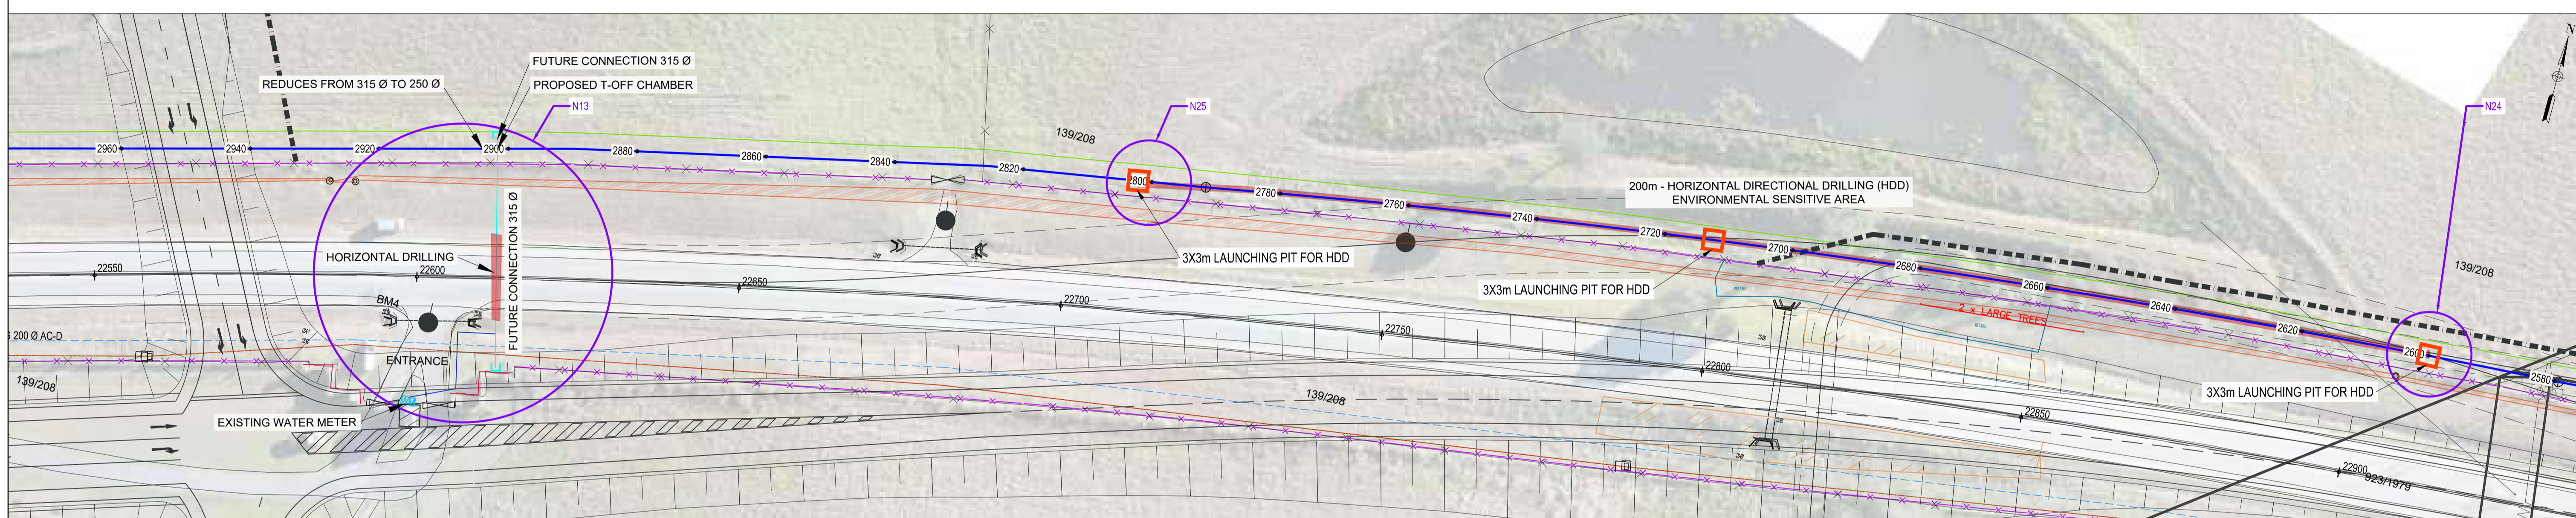 FUTURE CONNECTION 315 Ø
REDUCES FROM 315 Ø TO 250 Ø
PROPOSED T-OFF CHAMBER
N13
N25
N24
N
139/208
2960
2940
2920
2900
2880
2860
2840
2820
2800
2780
2760
2740
2720
2700
2680
2660
2640
2620
2600
2580
200m - HORIZONTAL DIRECTIONAL DRILLING (HDD)
ENVIRONMENTAL SENSITIVE AREA
FUTURE CONNECTION 315 Ø
HORIZONTAL DRILLING
3X3m LAUNCHING PIT FOR HDD
3X3m LAUNCHING PIT FOR HDD
3X3m LAUNCHING PIT FOR HDD
139/208
22550
22600
22650
22700
22750
22800
22850
22900
BM4
2 x LARGE TREES
200 Ø AC-D
ENTRANCE
139/208
139/208
EXISTING WATER METER
923/1979